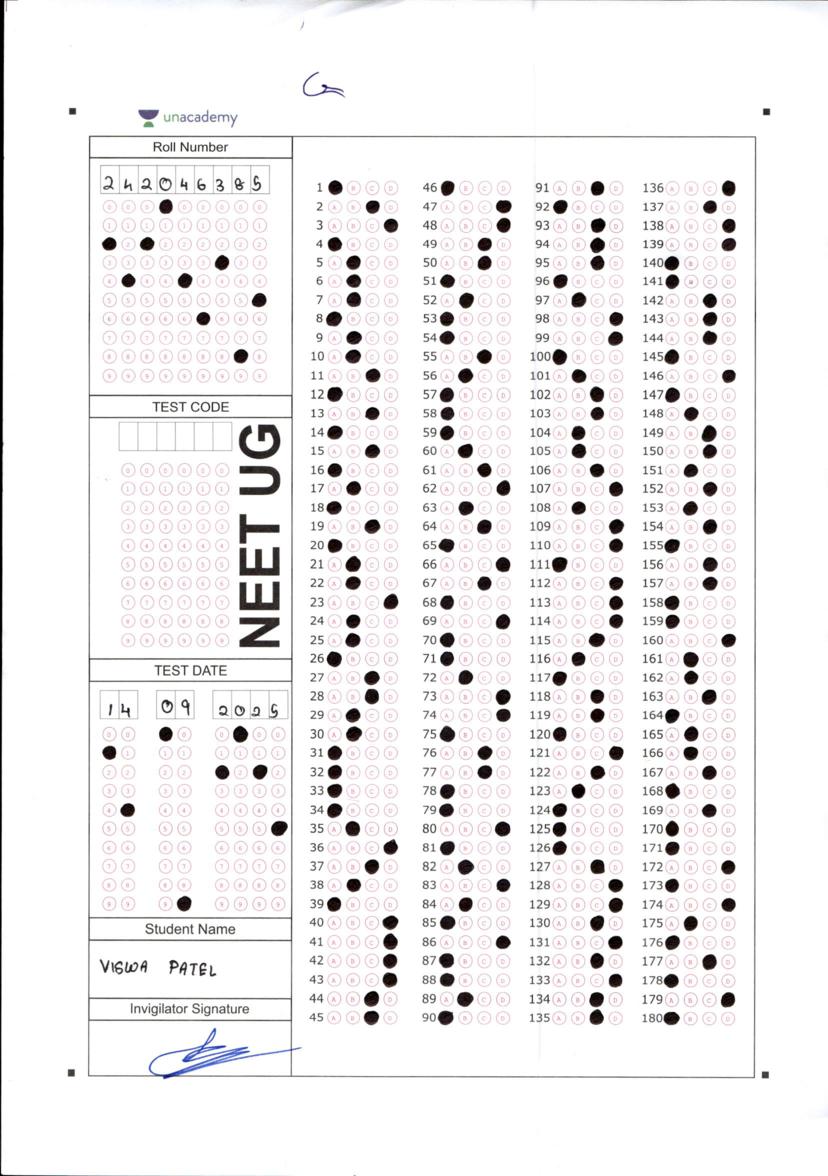 unacademy
Roll Number
2 4 2 0 4 6 3 8 5
TEST CODE
NEET UG
TEST DATE
14 09 2025
Student Name
VISWA PATEL
Invigilator Signature
1 B C D 46 B C D 91 A B D 136 A B C
2 A B D 47 A B C 92 B C D 137 A B D
3 A B C 48 A B C 93 A B D 138 A B C
4 B C D 49 A B D 94 A B D 139 A B C
5 A C D 50 A B D 95 A B D 140 B C D
6 A C D 51 B C D 96 B C D 141 B C D
7 A C D 52 A C D 97 A C D 142 A B D
8 B C D 53 B C D 98 A B C 143 A B D
9 A C D 54 B C D 99 A B C 144 A B D
10 A C D 55 A B D 100 B C D 145 B C D
11 A B D 56 A C D 101 A C D 146 A B C
12 B C D 57 B C D 102 A B D 147 B C D
13 A B D 58 B C D 103 A B D 148 A C D
14 B C D 59 B C D 104 A C D 149 A B D
15 A B D 60 A C D 105 A C D 150 A B D
16 B C D 61 A B D 106 A B D 151 A C D
17 A C D 62 A B C 107 A B C 152 A B D
18 B C D 63 A C D 108 A C D 153 A C D
19 A B D 64 A B D 109 A B C 154 A B D
20 B C D 65 B C D 110 A B C 155 B C D
21 A C D 66 A B C 111 B C D 156 A B D
22 A C D 67 A B D 112 A B C 157 A B D
23 A B C 68 B C D 113 A B C 158 B C D
24 A C D 69 A B C 114 A B C 159 B C D
25 A C D 70 B C D 115 A B D 160 A B C
26 B C D 71 B C D 116 A C D 161 A C D
27 A B D 72 A C D 117 B C D 162 A C D
28 A B D 73 A B C 118 A B D 163 A B D
29 A C D 74 A B C 119 A B D 164 B C D
30 A C D 75 B C D 120 B C D 165 A C D
31 B C D 76 A B D 121 A B C 166 A C D
32 B C D 77 A B D 122 A B D 167 A B D
33 B C D 78 B C D 123 A C D 168 B C D
34 B C D 79 B C D 124 B C D 169 A B D
35 A C D 80 A B C 125 B C D 170 B C D
36 A B C 81 B C D 126 B C D 171 B C D
37 A B D 82 A C D 127 A B D 172 A B C
38 A C D 83 A B C 128 A B C 173 B C D
39 B C D 84 A C D 129 A B C 174 A B C
40 A B C 85 B C D 130 A B D 175 A C D
41 A B C 86 A B C 131 A B C 176 B C D
42 A B C 87 B C D 132 A B D 177 A B D
43 A B C 88 B C D 133 A B C 178 B C D
44 A B D 89 A C D 134 A B D 179 A B C
45 A B D 90 B C D 135 A B D 180 B C D